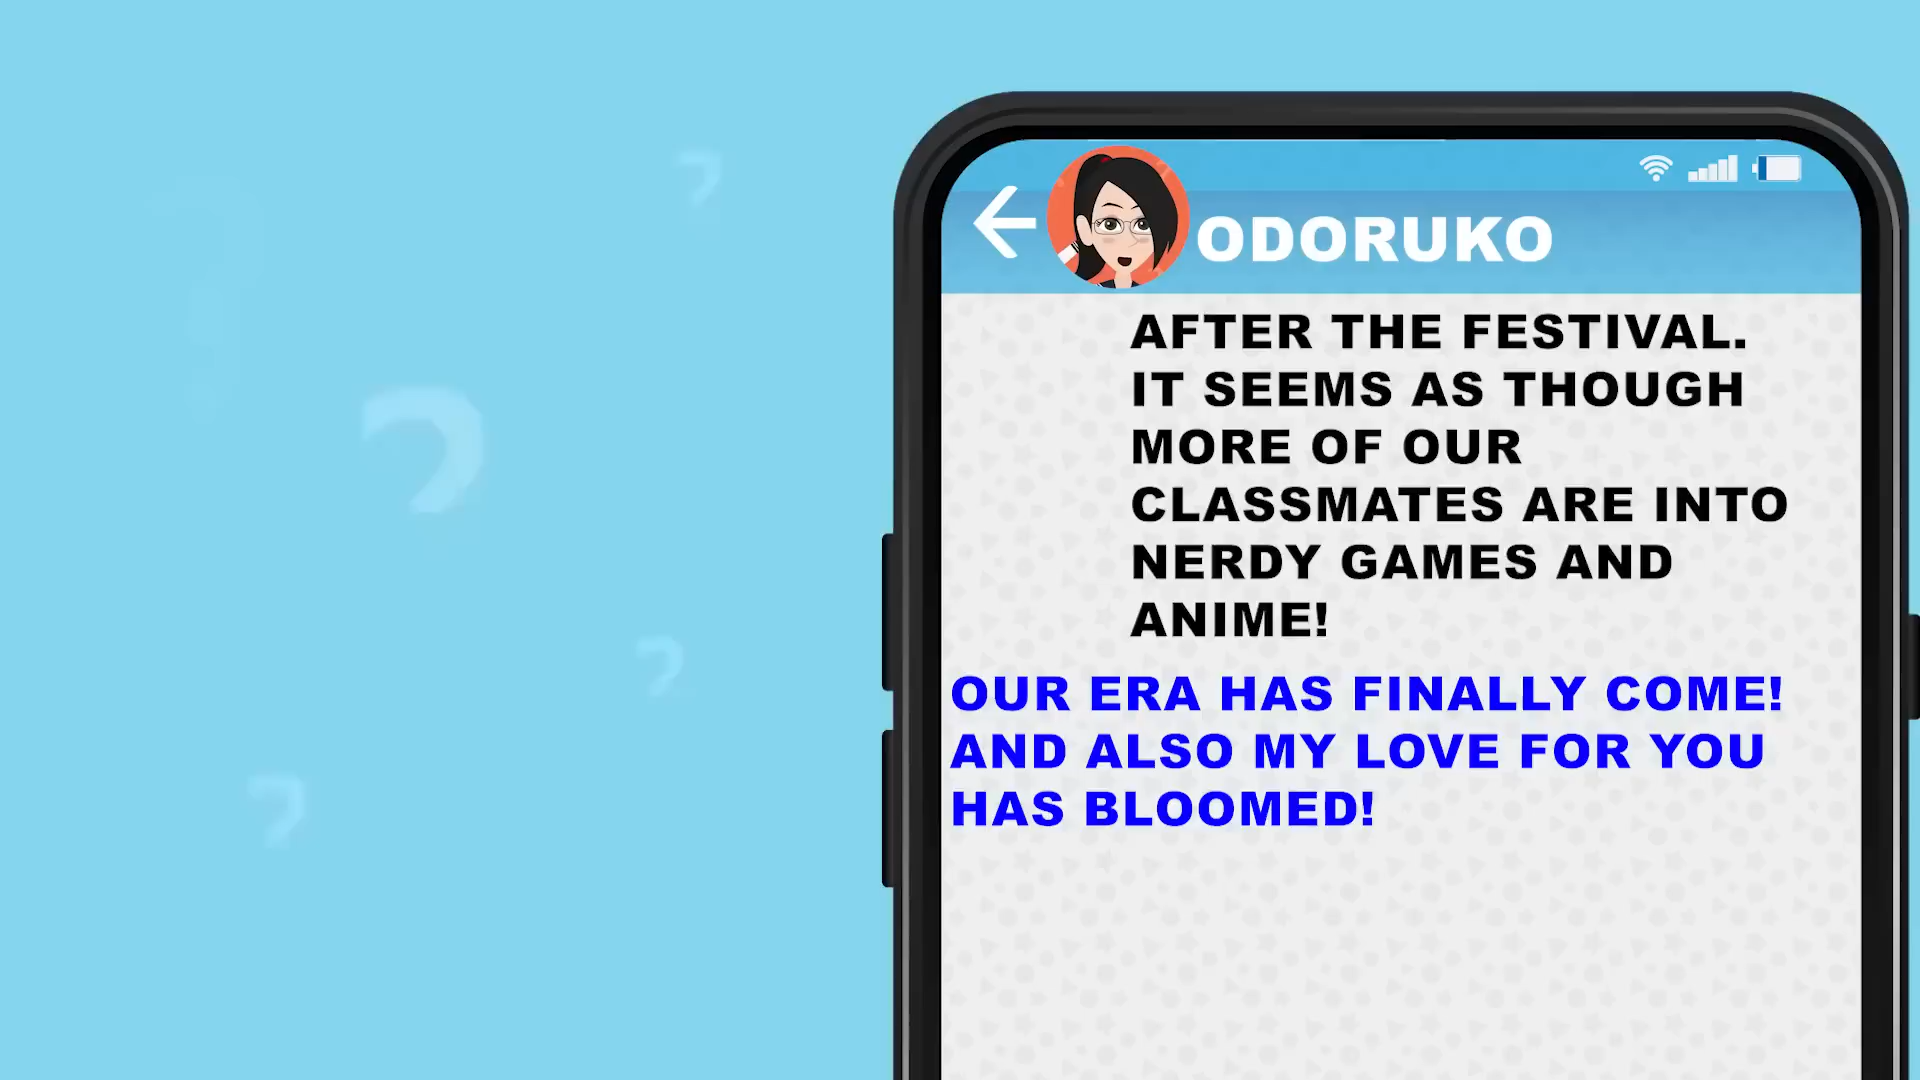 ODORUKO
AFTER THE FESTIVAL.
IT SEEMS AS THOUGH
MORE OF OUR
CLASSMATES ARE INTO
NERDY GAMES AND
ANIME!
OUR ERA HAS FINALLY COME!
AND ALSO MY LOVE FOR YOU
HAS BLOOMED!